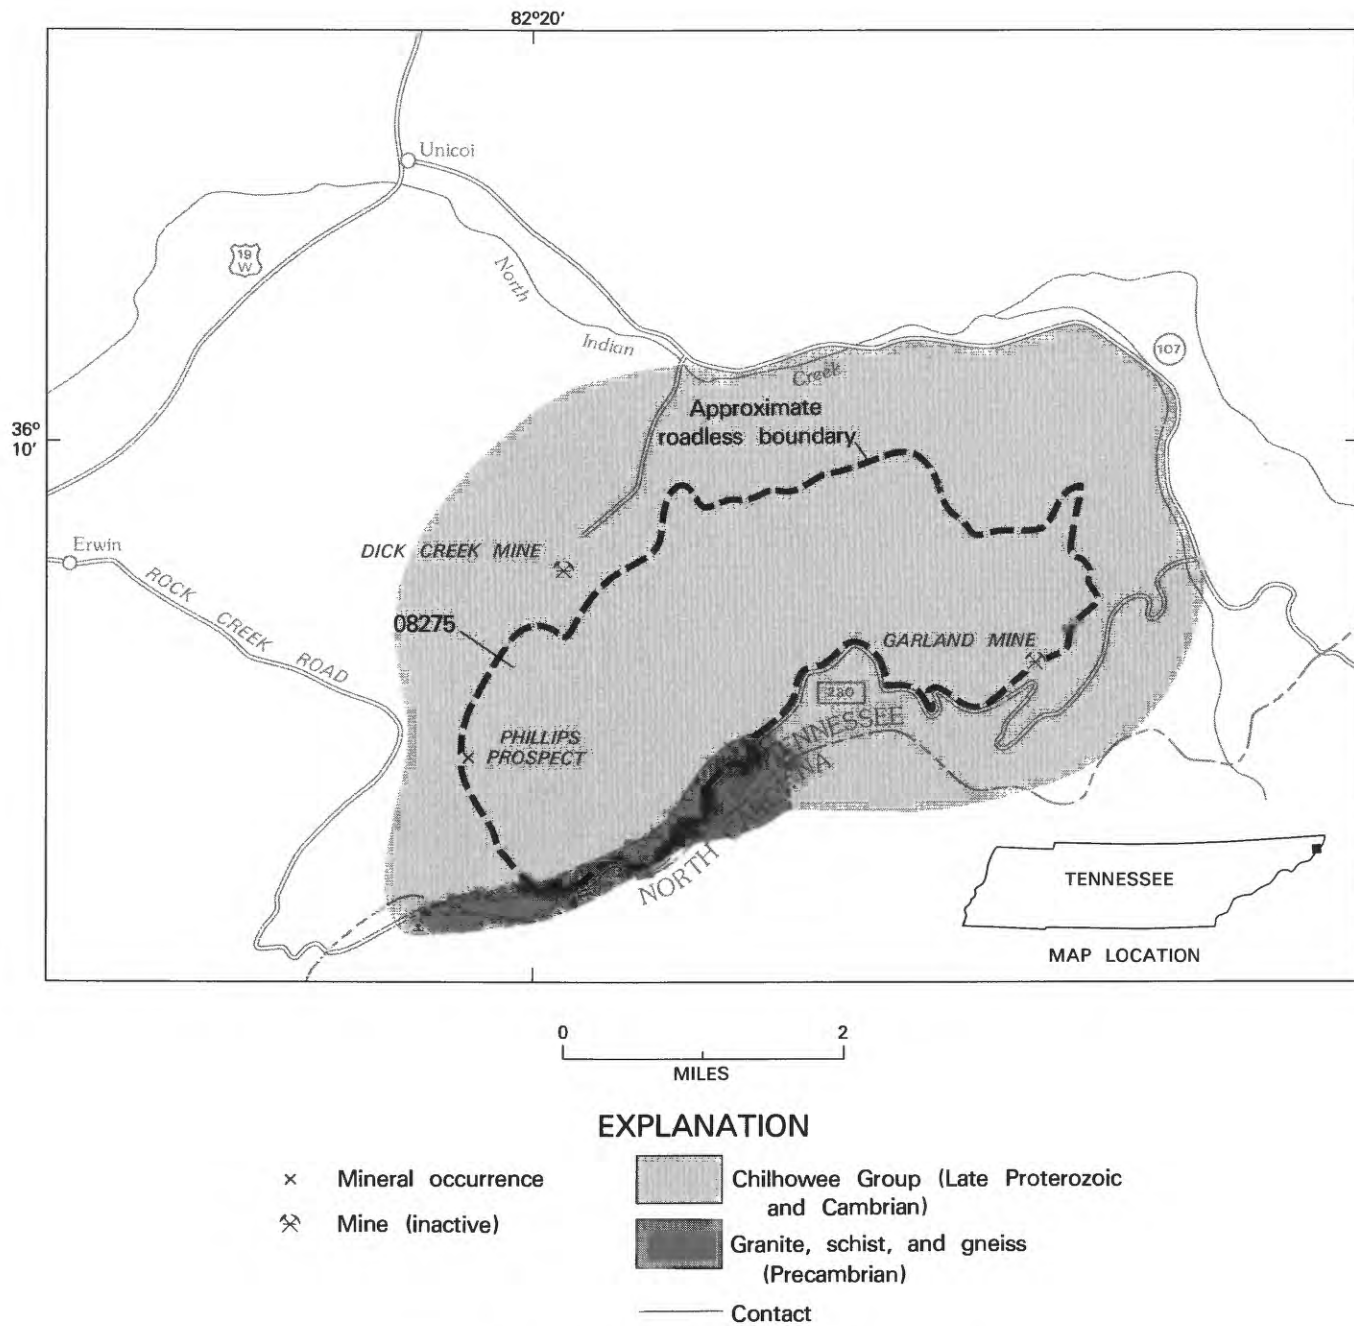 82°20'
Unicoi
19
W
North
Indian
Creek
107
36°
10'
Approximate
roadless boundary
DICK CREEK MINE
Erwin
ROCK CREEK ROAD
08275
GARLAND MINE
230
TENNESSEE
PHILLIPS
PROSPECT
NORTH
TENNESSEE
MAP LOCATION
0
2
MILES
EXPLANATION
Mineral occurrence
Mine (inactive)
Chilhowee Group (Late Proterozoic
and Cambrian)
Granite, schist, and gneiss
(Precambrian)
Contact